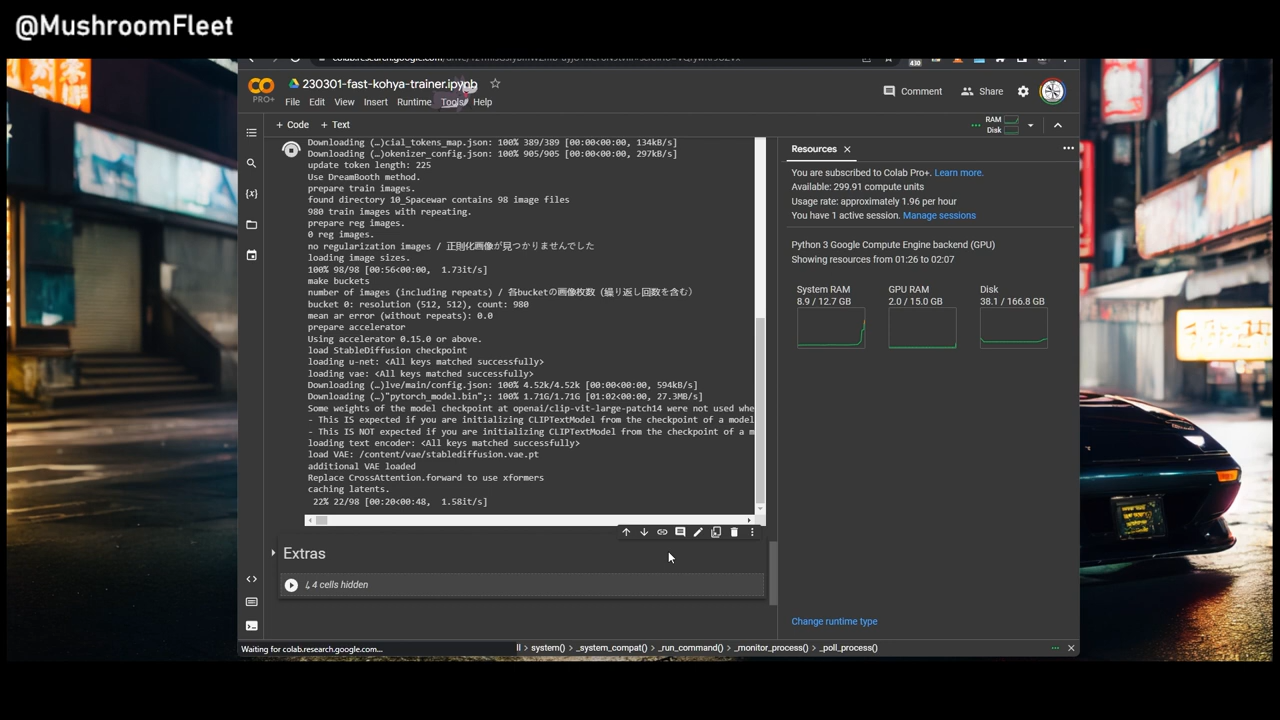 @MushroomFleet
230301-fast-kohya-trainer.ipynb
PRO+
File Edit View Insert Runtime Tools Help
Comment
Share
+ Code + Text
RAM
Disk
Downloading (…)cial_tokens_map.json: 100% 389/389 [00:00<00:00, 134kB/s]
Downloading (…)okenizer_config.json: 100% 905/905 [00:00<00:00, 297kB/s]
update token length: 225
Use DreamBooth method.
prepare train images.
found directory 10_Spacewar contains 98 image files
980 train images with repeating.
prepare reg images.
0 reg images.
no regularization images / 正則化画像が見つかりませんでした
loading image sizes.
100% 98/98 [00:56<00:00, 1.73it/s]
make buckets
number of images (including repeats) / 各bucketの画像枚数（繰り返し回数を含む）
bucket 0: resolution (512, 512), count: 980
mean ar error (without repeats): 0.0
prepare accelerator
Using accelerator 0.15.0 or above.
load StableDiffusion checkpoint
loading u-net: <All keys matched successfully>
loading vae: <All keys matched successfully>
Downloading (…)lve/main/config.json: 100% 4.52k/4.52k [00:00<00:00, 594kB/s]
Downloading (…)"pytorch_model.bin";: 100% 1.71G/1.71G [01:02<00:00, 27.3MB/s]
Some weights of the model checkpoint at openai/clip-vit-large-patch14 were not used whe
- This IS expected if you are initializing CLIPTextModel from the checkpoint of a model
- This IS NOT expected if you are initializing CLIPTextModel from the checkpoint of a m
loading text encoder: <All keys matched successfully>
load VAE: /content/vae/stablediffusion.vae.pt
additional VAE loaded
Replace CrossAttention.forward to use xformers
caching latents.
22% 22/98 [00:20<00:48, 1.58it/s]
Extras
4 cells hidden
Resources
You are subscribed to Colab Pro+. Learn more.
Available: 299.91 compute units
Usage rate: approximately 1.96 per hour
You have 1 active session. Manage sessions
Python 3 Google Compute Engine backend (GPU)
Showing resources from 01:26 to 02:07
System RAM
8.9 / 12.7 GB
GPU RAM
2.0 / 15.0 GB
Disk
38.1 / 166.8 GB
Change runtime type
Waiting for colab.research.google.com...
system() > _system_compat() > _run_command() > _monitor_process() > _poll_process()